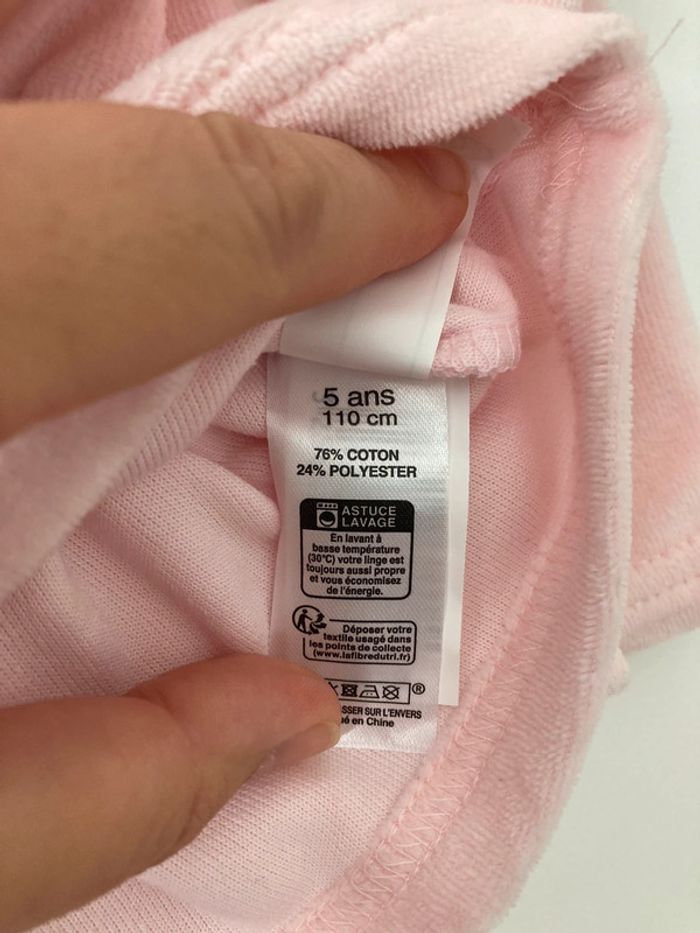 5 ans
110 cm
76% COTON
24% POLYESTER
ASTUCE
LAVAGE
En lavant à
basse température
(30°C) votre linge est
toujours aussi propre
et vous économisez
de l'énergie.
Déposer votre
textile usagé dans
les points de collecte
(www.lafibredutri.fr)
®
SSER SUR L'ENVERS
ué en Chine